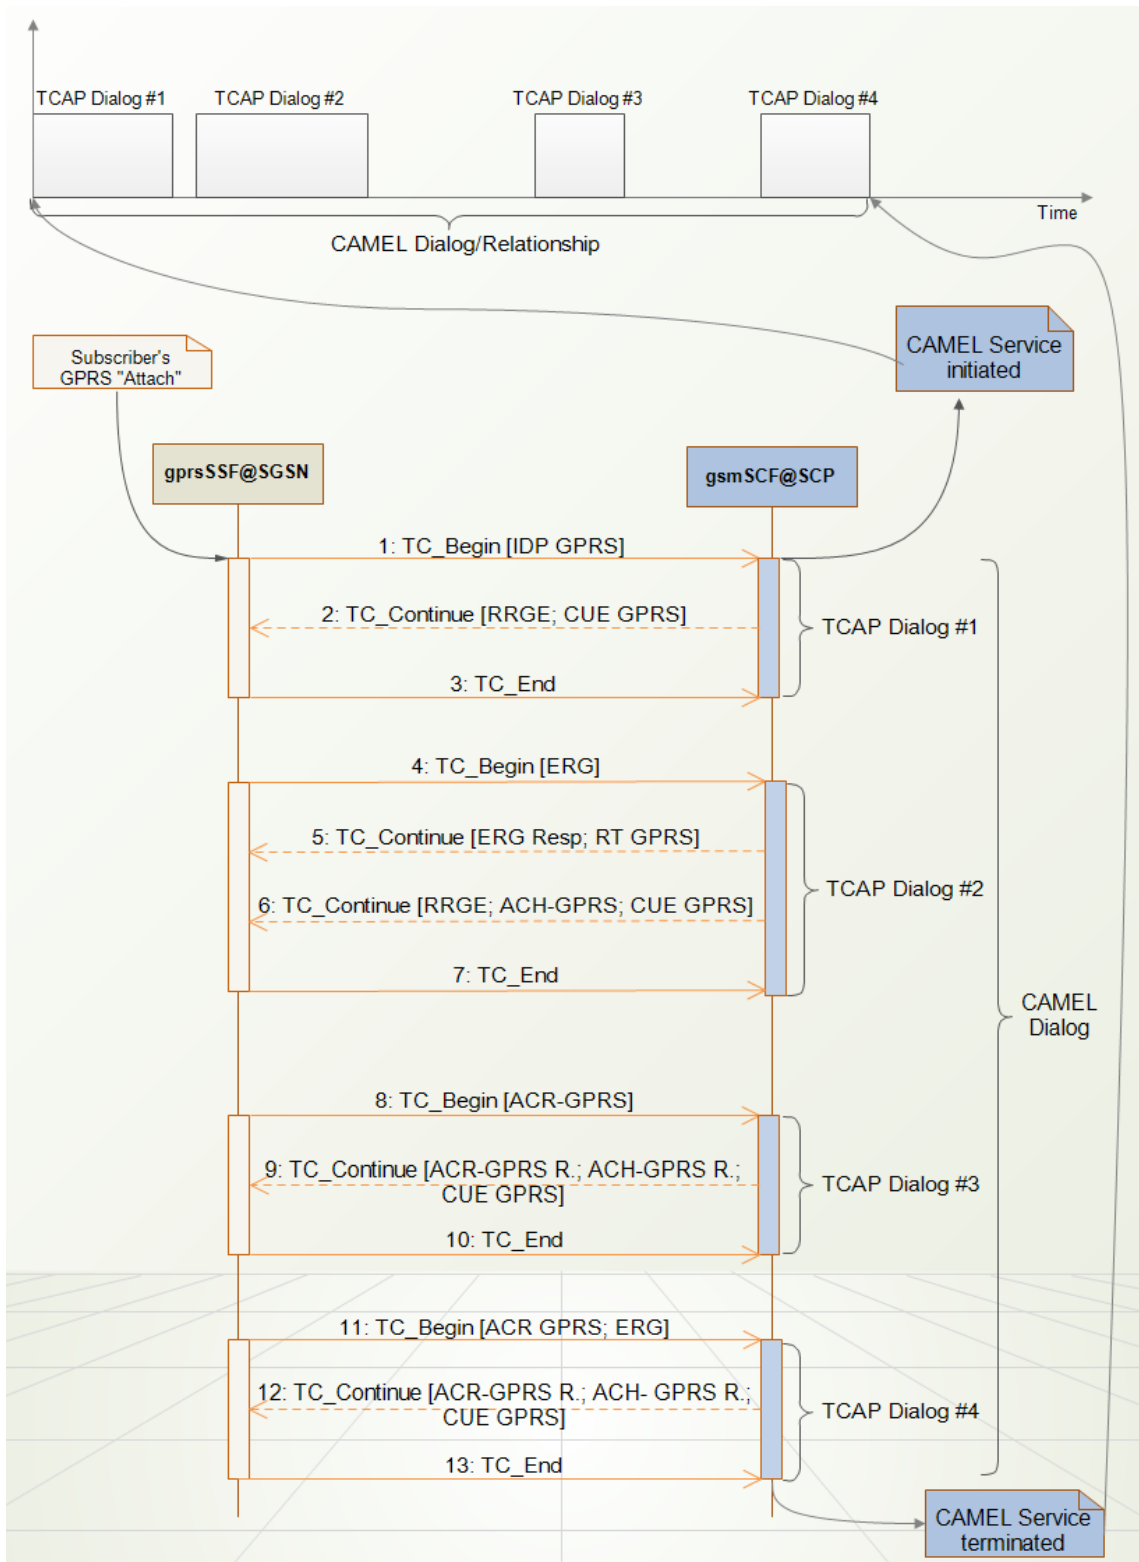 TCAP Dialog #1
TCAP Dialog #2
TCAP Dialog #3
TCAP Dialog #4
Time
CAMEL Dialog/Relationship
Subscriber's
GPRS "Attach"
CAMEL Service
initiated
gprsSSF@SGSN
gsmSCF@SCP
1: TC_Begin [IDP GPRS]
2: TC_Continue [RRGE; CUE GPRS]
TCAP Dialog #1
3: TC_End
4: TC_Begin [ERG]
5: TC_Continue [ERG Resp; RT GPRS]
TCAP Dialog #2
6: TC_Continue [RRGE; ACH-GPRS; CUE GPRS]
7: TC_End
CAMEL
Dialog
8: TC_Begin [ACR-GPRS]
9: TC_Continue [ACR-GPRS R.; ACH-GPRS R.;
CUE GPRS]
TCAP Dialog #3
10: TC_End
11: TC_Begin [ACR GPRS; ERG]
12: TC_Continue [ACR-GPRS R.; ACH- GPRS R.;
CUE GPRS]
TCAP Dialog #4
13: TC_End
CAMEL Service
terminated